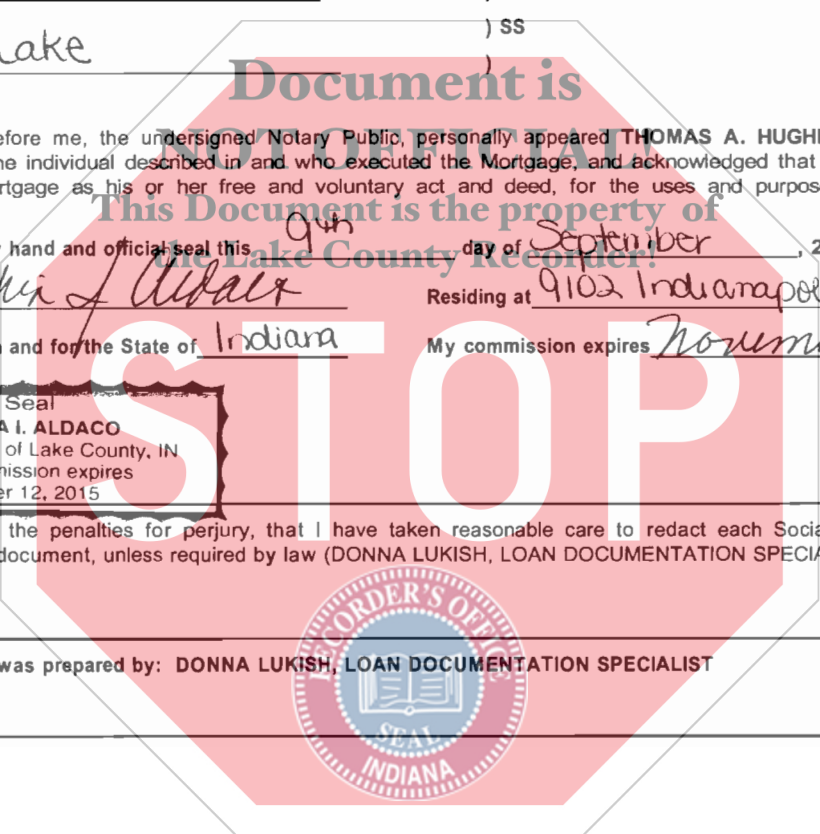 ) SS
Lake
)
Document is
efore me, the undersigned Notary Public, personally appeared THOMAS A. HUGH
NOT OFFICIAL
ne individual described in and who executed the Mortgage, and acknowledged that
rtgage as his or her free and voluntary act and deed, for the uses and purpos
This Document is the property of
hand and official seal this 9th day of September, 2
the Lake County Recorder!
Aldaco
Residing at 9102 Indianapol
and for the State of Indiana My commission expires Novem
STOP
Seal
A I. ALDACO
of Lake County, IN
mission expires
er 12, 2015
the penalties for perjury, that I have taken reasonable care to redact each Socia
document, unless required by law (DONNA LUKISH, LOAN DOCUMENTATION SPECIA
RECORDER'S OFFICE
was prepared by: DONNA LUKISH, LOAN DOCUMENTATION SPECIALIST
SEAL
INDIANA